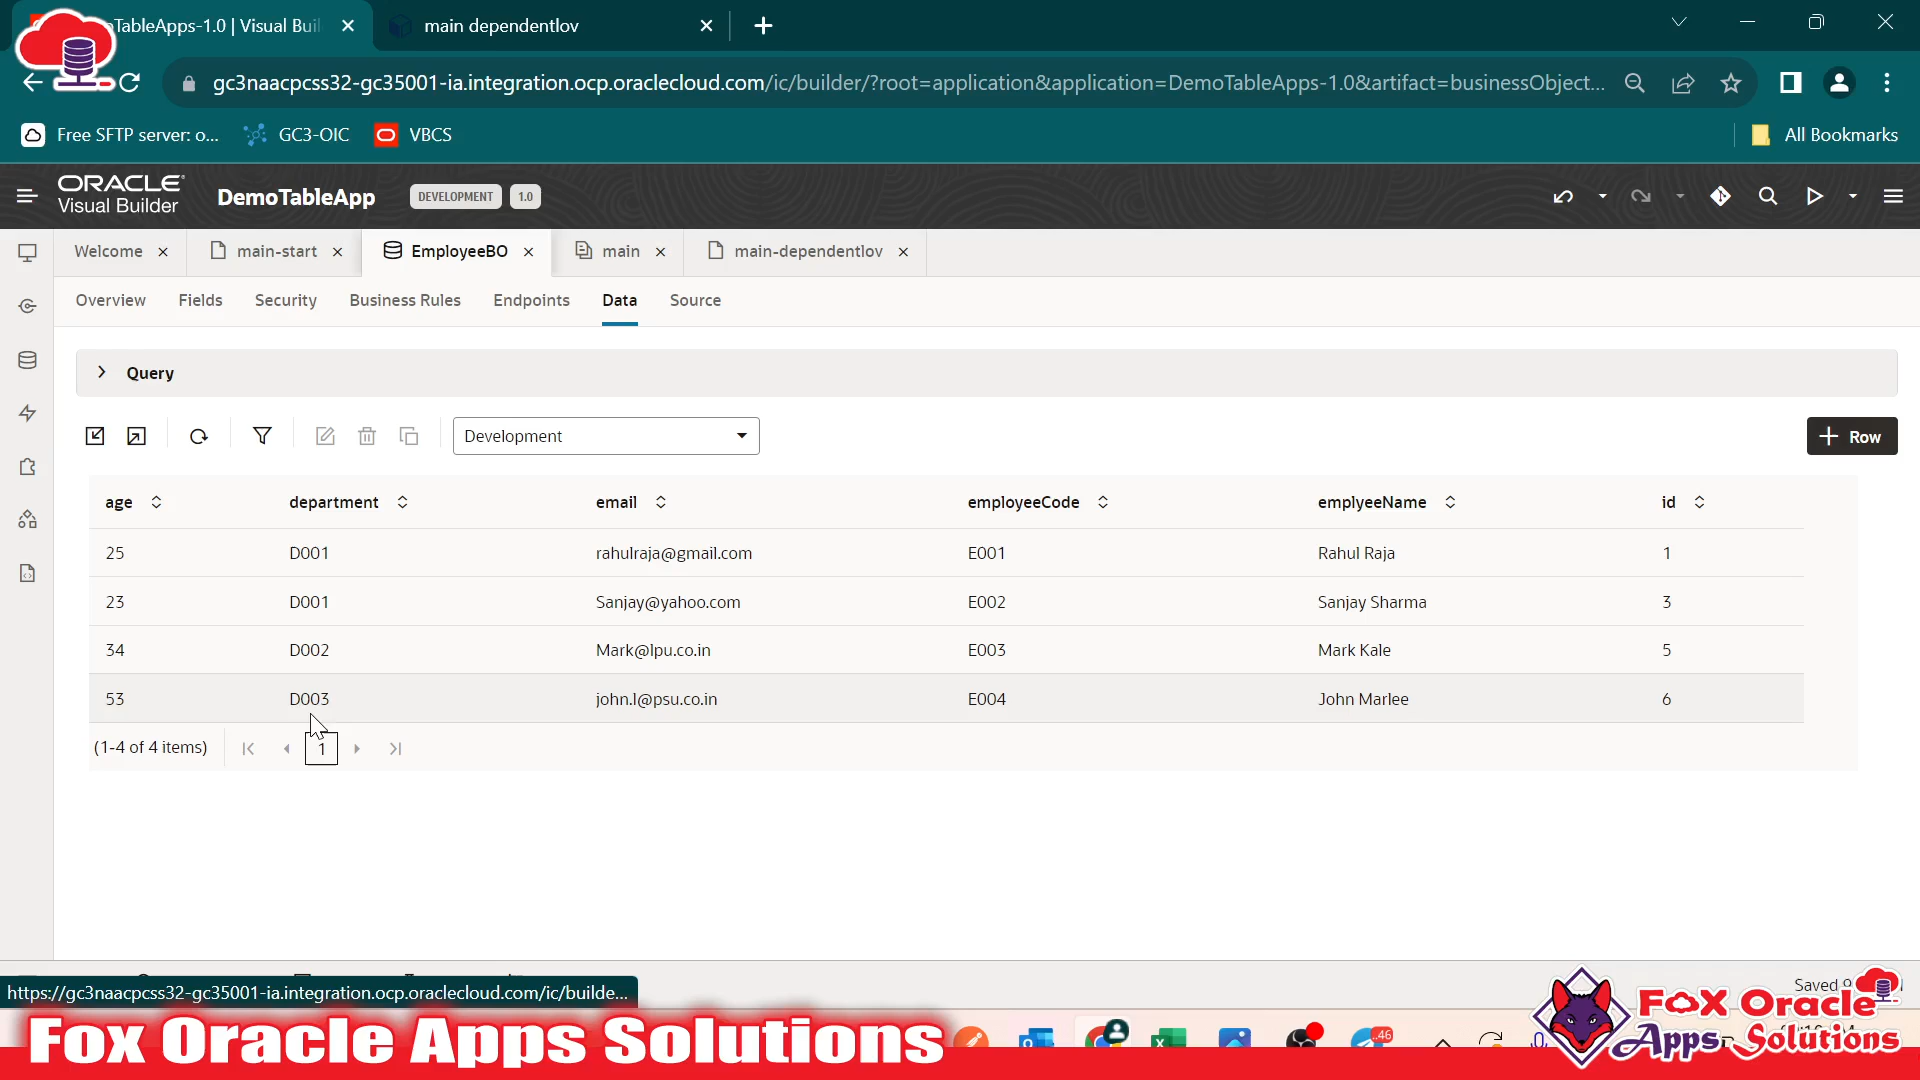 TableApps-1.0 | Visual Buil
main dependentlov
gc3naacpcss32-gc35001-ia.integration.ocp.oraclecloud.com/ic/builder/?root=application&application=DemoTableApps-1.0&artifact=businessObject...
Free SFTP server: o...
GC3-OIC
VBCS
All Bookmarks
ORACLE
Visual Builder
DemoTableApp
DEVELOPMENT
1.0
Welcome
main-start
EmployeeBO
main
main-dependentlov
Overview Fields Security Business Rules Endpoints Data Source
Query
Development
+ Row
age department email employeeCode emplyeeName id
25 D001 rahulraja@gmail.com E001 Rahul Raja 1
23 D001 Sanjay@yahoo.com E002 Sanjay Sharma 3
34 D002 Mark@lpu.co.in E003 Mark Kale 5
53 D003 john.l@psu.co.in E004 John Marlee 6
(1-4 of 4 items) 1
Saved
https://gc3naacpcss32-gc35001-ia.integration.ocp.oraclecloud.com/ic/builde...
46
Fox Oracle Apps Solutions
FOX Oracle
Apps Solutions